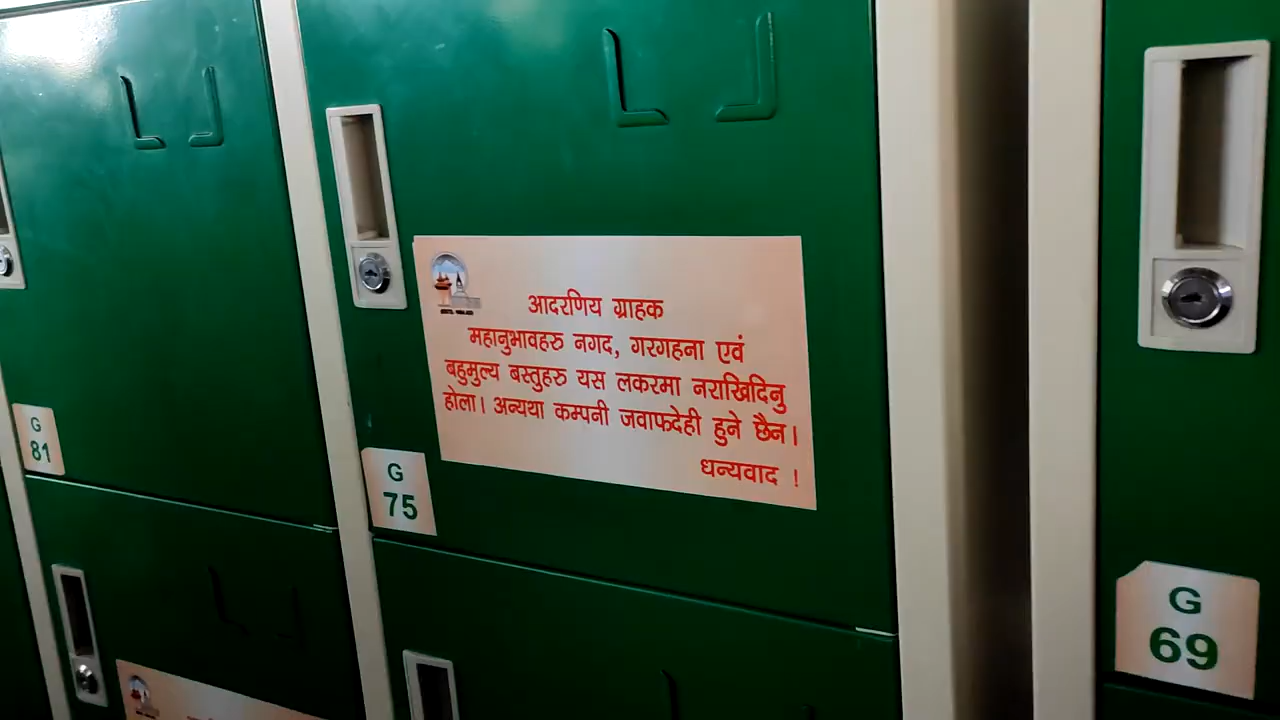 आदरणिय ग्राहक
महानुभावहरु नगद, गरगहना एवं
बहुमुल्य बस्तुहरु यस लकरमा नराखिदिनु
होला। अन्यथा कम्पनी जवाफदेही हुने छैन।
धन्यवाद !
G
81
G
75
G
69